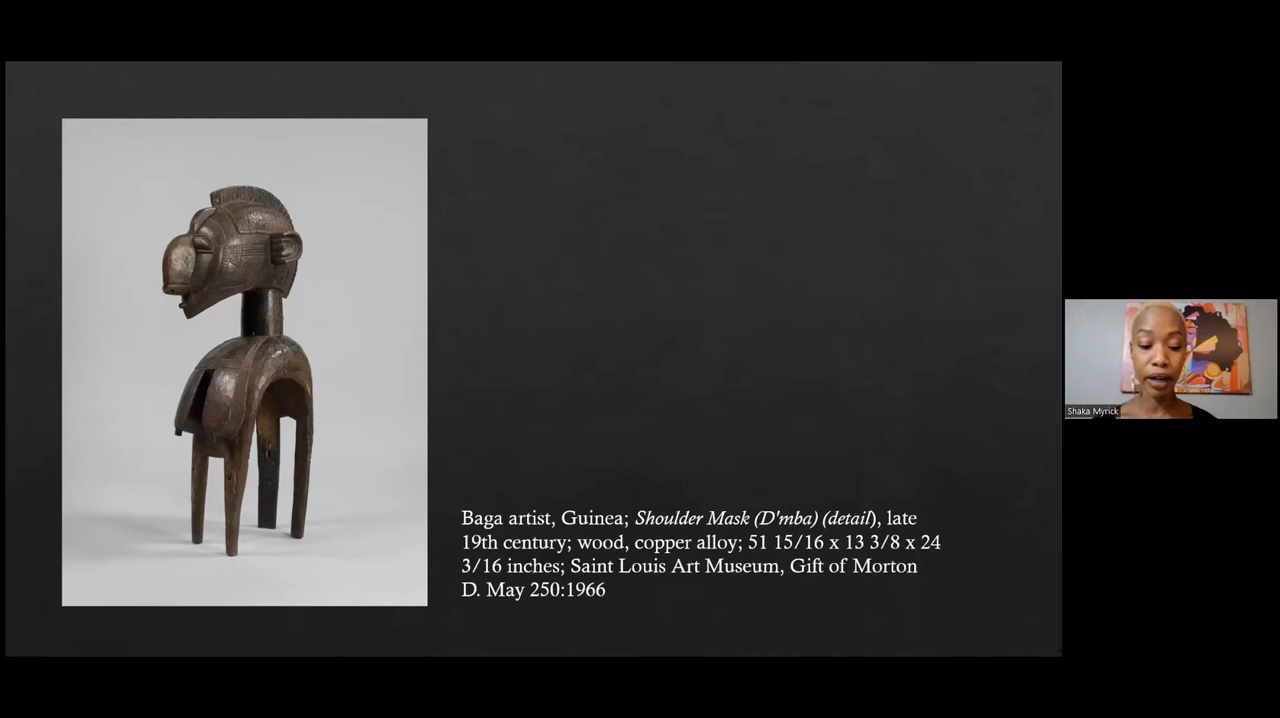 Baga artist, Guinea; Shoulder Mask (D'mba) (detail), late
19th century; wood, copper alloy; 51 15/16 x 13 3/8 x 24
3/16 inches; Saint Louis Art Museum, Gift of Morton
D. May 250:1966
Shaka Myrick